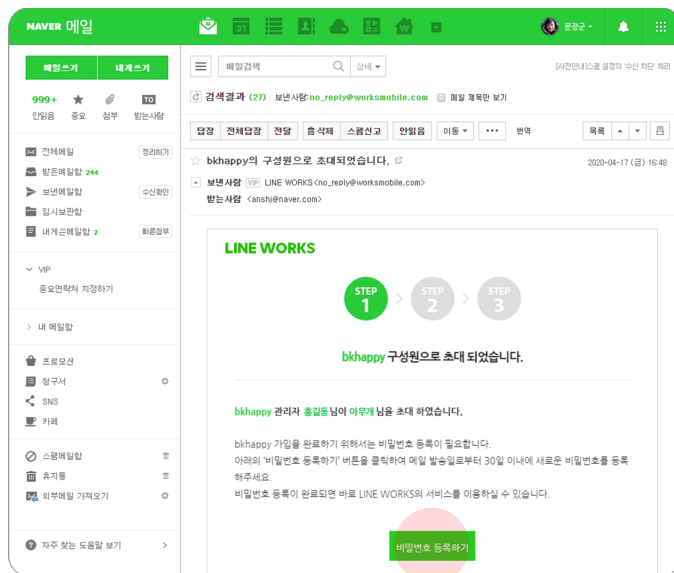 NAVER 메일
31
문장군
메일쓰기 내게쓰기
999+
TO
안읽음 중요 첨부 받는사람
전체메일 정리하기
받은메일함 244
보낸메일함 수신확인
임시보관함
내게쓴메일함 2 빠른첨부
VIP
중요연락처 지정하기
내 메일함
프로모션
청구서
SNS
카페
스팸메일함
휴지통
외부메일 가져오기
자주 찾는 도움말 보기
메일검색 상세
[사전안내]스팸 설정의 '수신 차단' 처리
검색결과 (27) 보낸사람:no_reply@worksmobile.com 메일 제목만 보기
답장 전체답장 전달 삭제 스팸신고 안읽음 이동 ••• 번역 목록
bkhappy의 구성원으로 초대되었습니다. 2020-04-17 (금) 16:48
보낸사람 VIP LINE WORKS<no_reply@worksmobile.com>
받는사람 <anshj@naver.com>
LINE WORKS
STEP 1 STEP 2 STEP 3
bkhappy 구성원으로 초대 되었습니다.
bkhappy 관리자 홍길동님이 아무개 님을 초대 하였습니다.
bkhappy 가입을 완료하기 위해서는 비밀번호 등록이 필요합니다.
아래의 '비밀번호 등록하기' 버튼을 클릭하여 메일 발송일로부터 30일 이내에 새로운 비밀번호를 등록
해주세요.
비밀번호 등록이 완료되면 바로 LINE WORKS의 서비스를 이용하실 수 있습니다.
비밀번호 등록하기